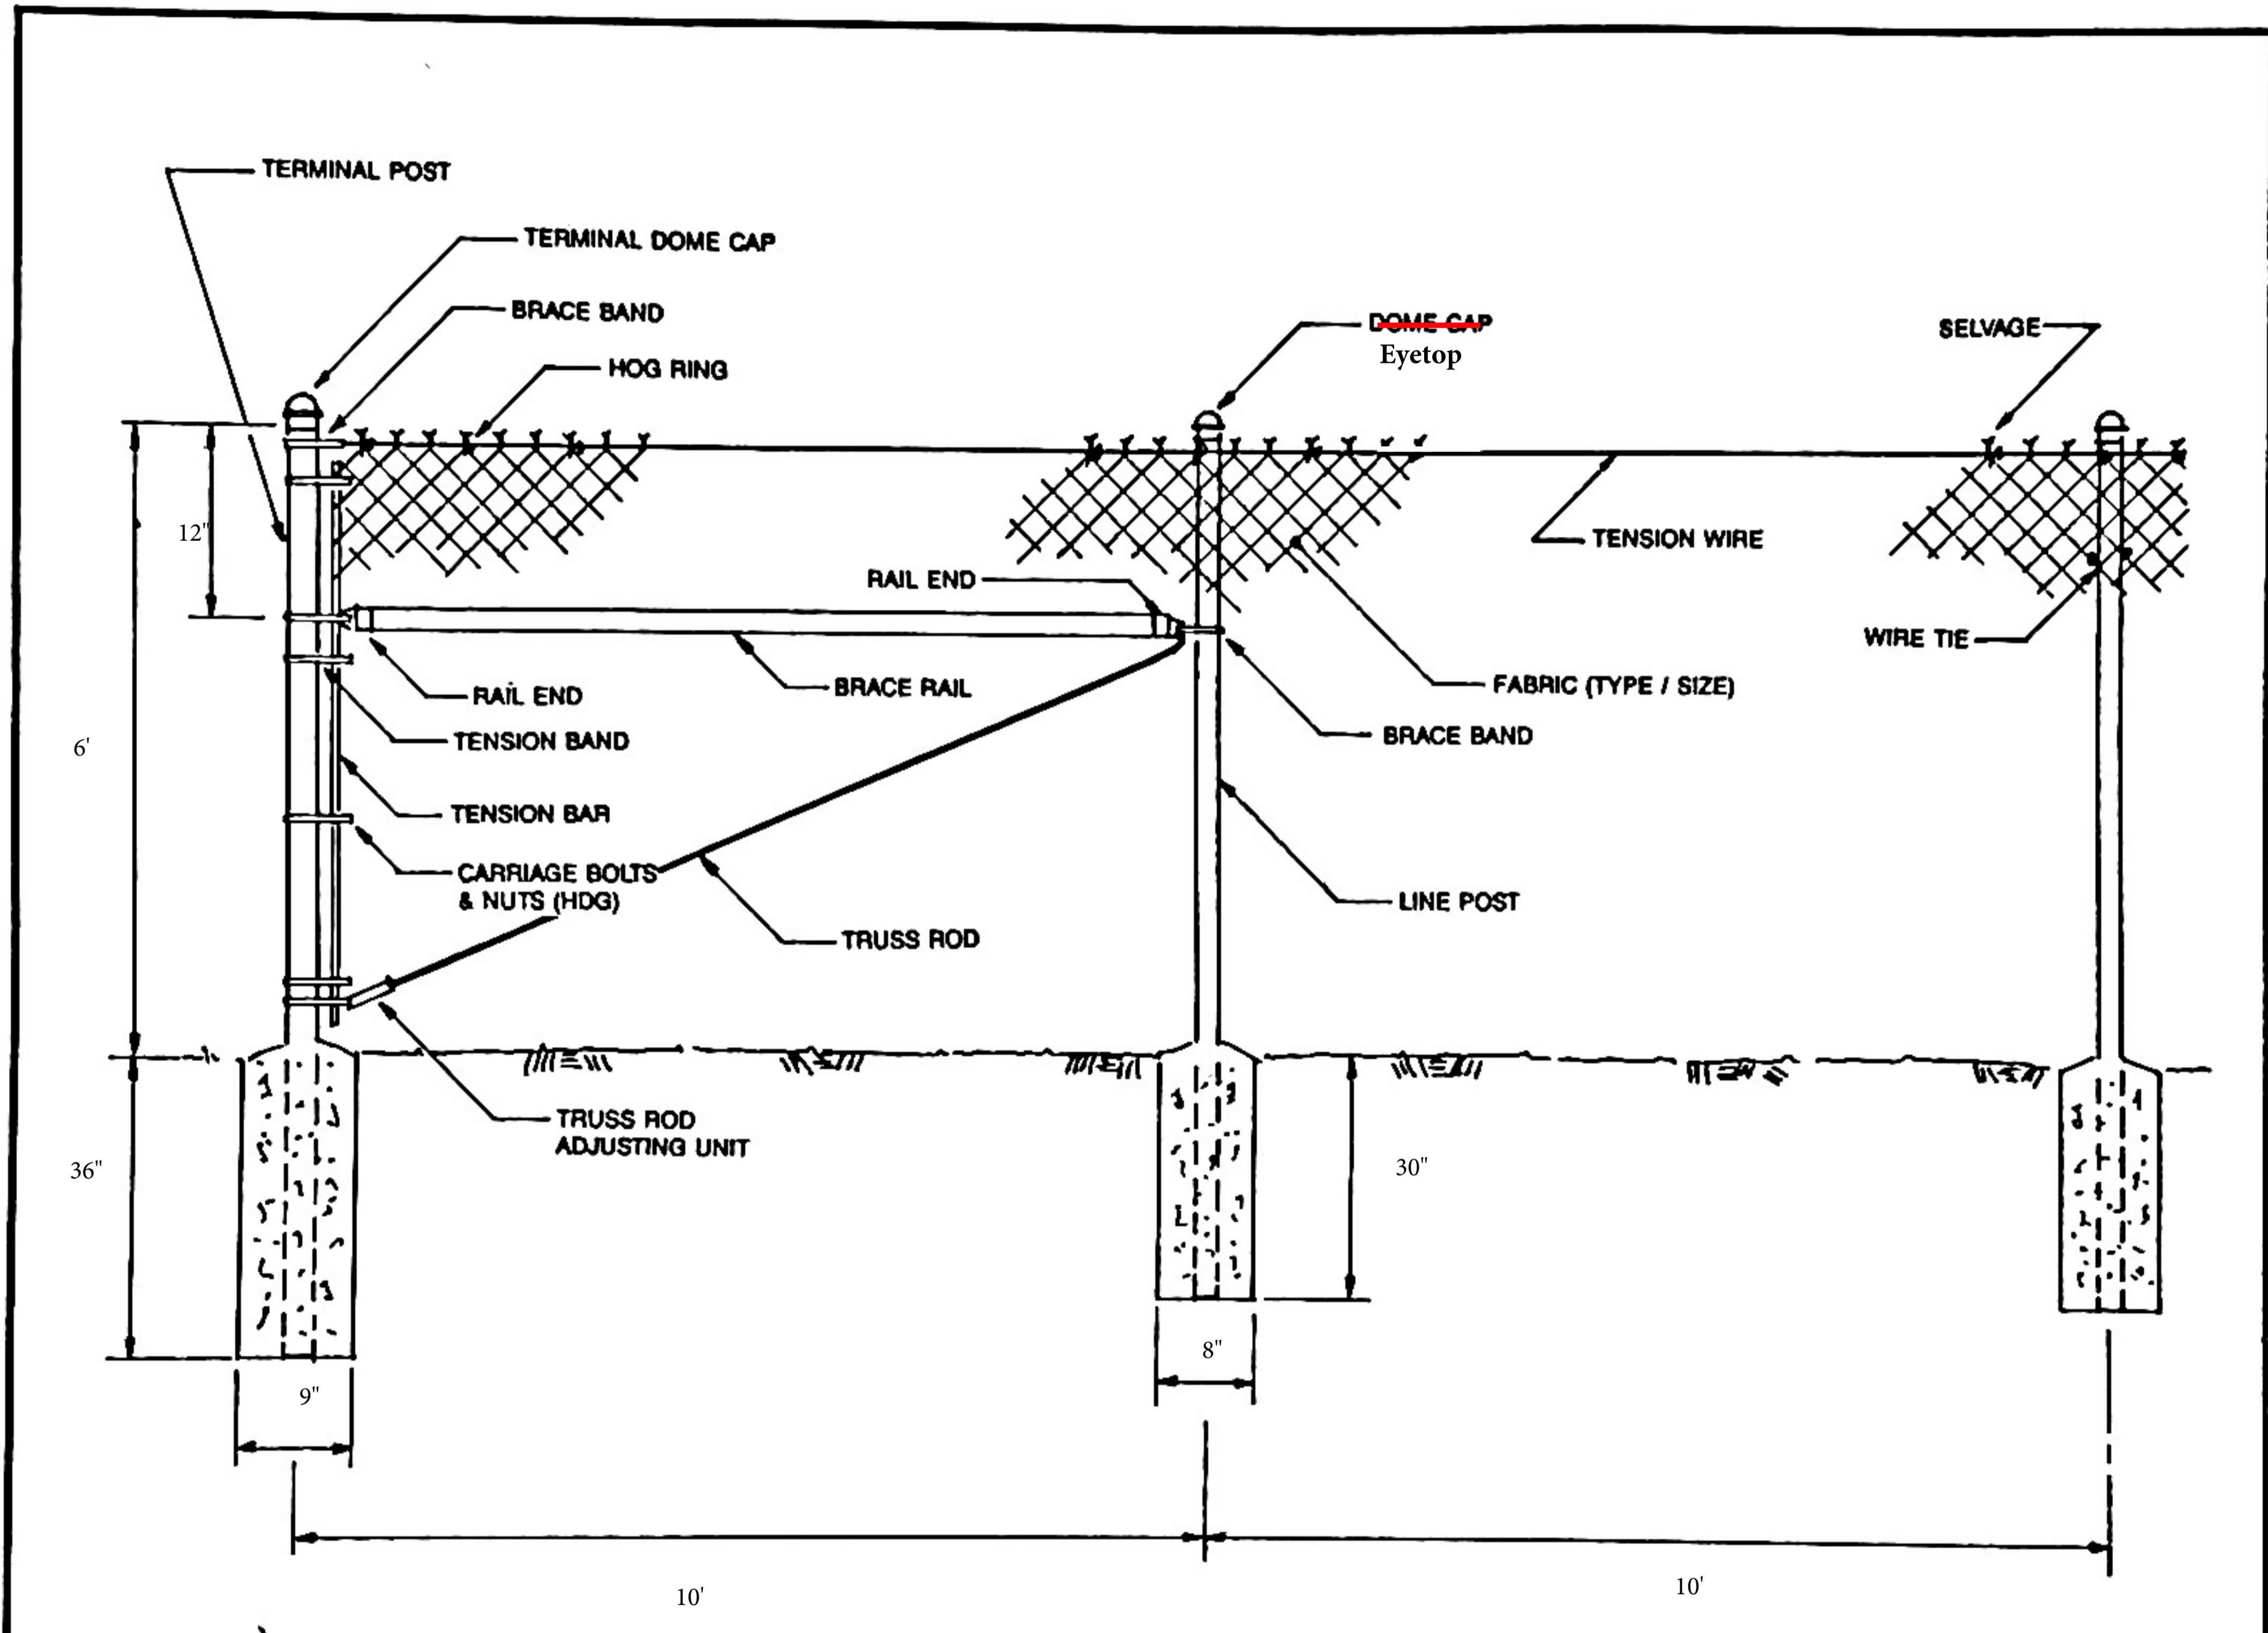 TERMINAL POST
TERMINAL DOME CAP
BRACE BAND
HOG RING
DOME CAP
Eyetop
SELVAGE
12"
TENSION WIRE
RAIL END
WIRE TIE
RAIL END
BRACE RAIL
FABRIC (TYPE / SIZE)
TENSION BAND
BRACE BAND
6'
TENSION BAR
CARRIAGE BOLTS
& NUTS (HDG)
LINE POST
TRUSS ROD
TRUSS ROD
ADJUSTING UNIT
36"
30"
8"
9"
10'
10'